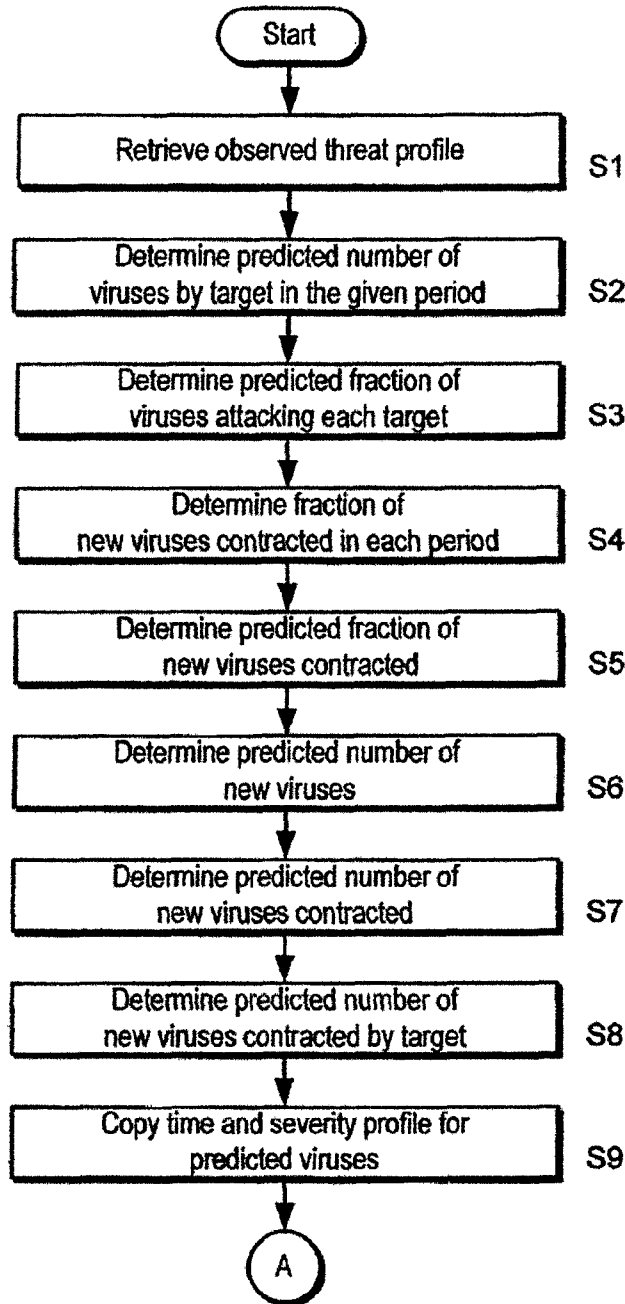 Start
Retrieve observed threat profile
S1
Determine predicted number of
viruses by target in the given period
S2
Determine predicted fraction of
viruses attacking each target
S3
Determine fraction of
new viruses contracted in each period
S4
Determine predicted fraction of
new viruses contracted
S5
Determine predicted number of
new viruses
S6
Determine predicted number of
new viruses contracted
S7
Determine predicted number of
new viruses contracted by target
S8
Copy time and severity profile for
predicted viruses
S9
A